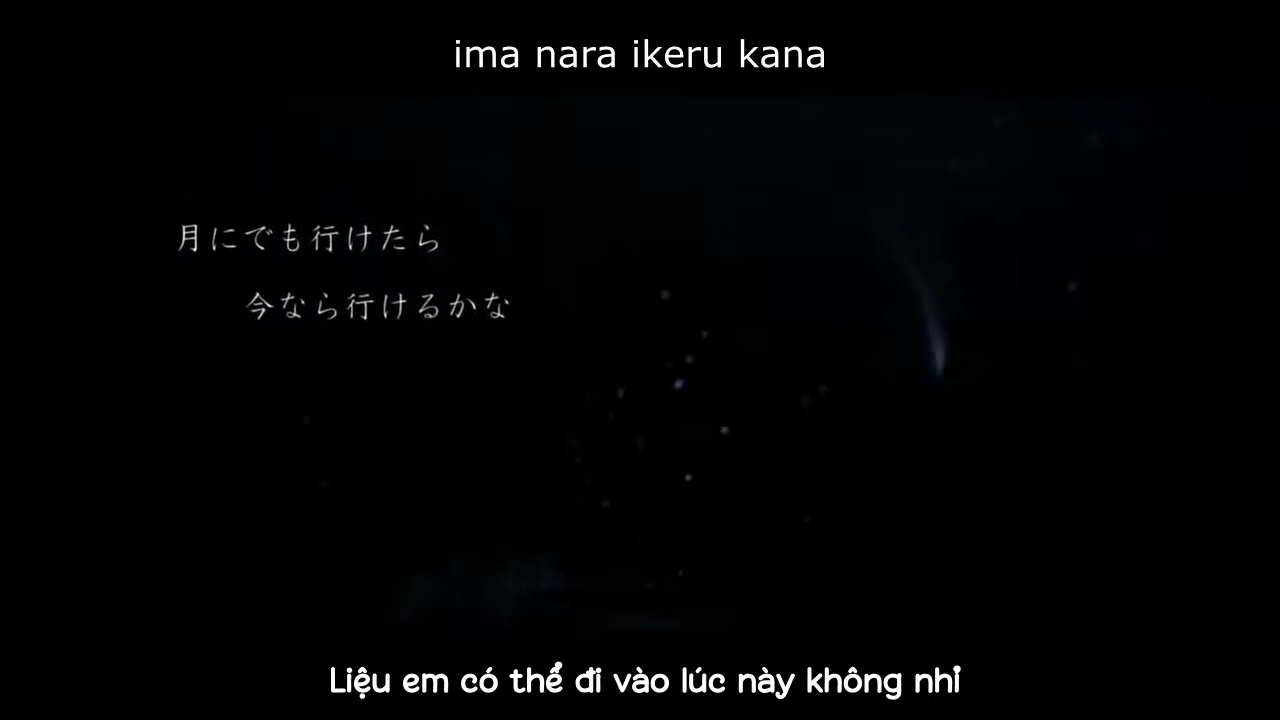 ima nara ikeru kana
月にでも行けたら
今なら行けるかな
Liệu em có thể đi vào lúc này không nhỉ